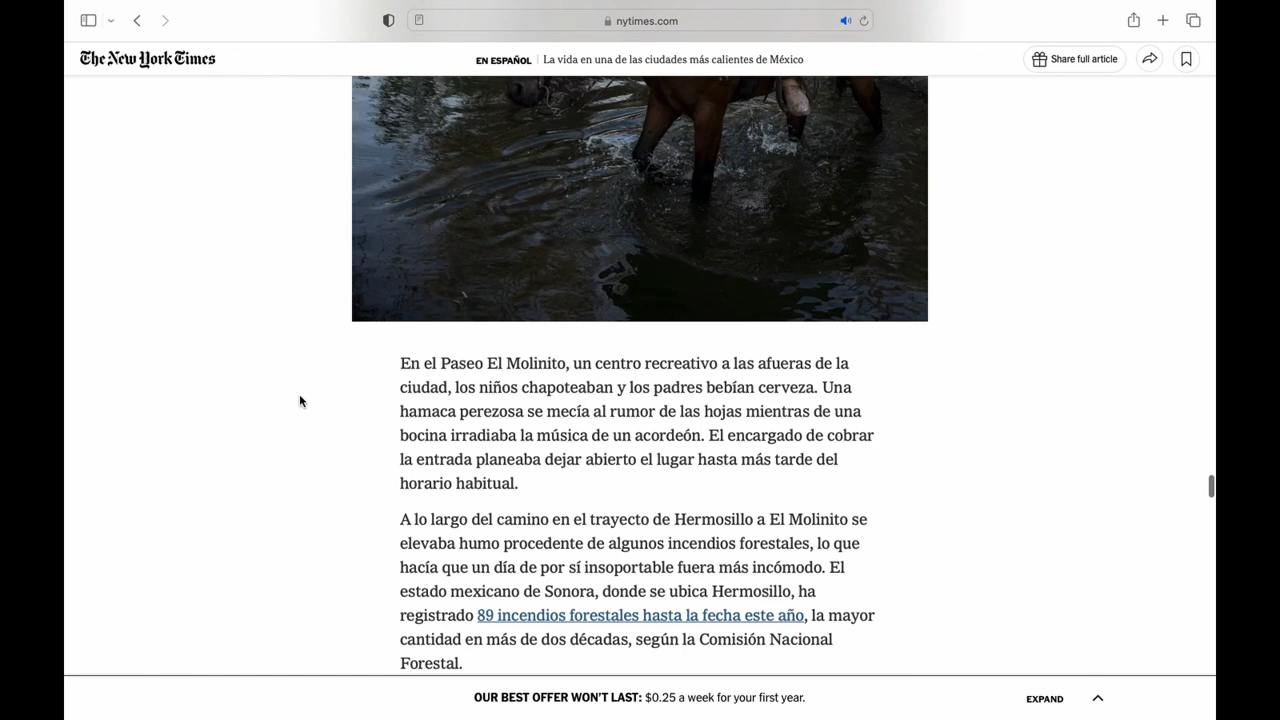 nytimes.com
The New York Times
EN ESPAÑOL | La vida en una de las ciudades más calientes de México
Share full article
En el Paseo El Molinito, un centro recreativo a las afueras de la
ciudad, los niños chapoteaban y los padres bebían cerveza. Una
hamaca perezosa se mecía al rumor de las hojas mientras de una
bocina irradiaba la música de un acordeón. El encargado de cobrar
la entrada planeaba dejar abierto el lugar hasta más tarde del
horario habitual.
A lo largo del camino en el trayecto de Hermosillo a El Molinito se
elevaba humo procedente de algunos incendios forestales, lo que
hacía que un día de por sí insoportable fuera más incómodo. El
estado mexicano de Sonora, donde se ubica Hermosillo, ha
registrado 89 incendios forestales hasta la fecha este año, la mayor
cantidad en más de dos décadas, según la Comisión Nacional
Forestal.
OUR BEST OFFER WON'T LAST: $0.25 a week for your first year.
EXPAND